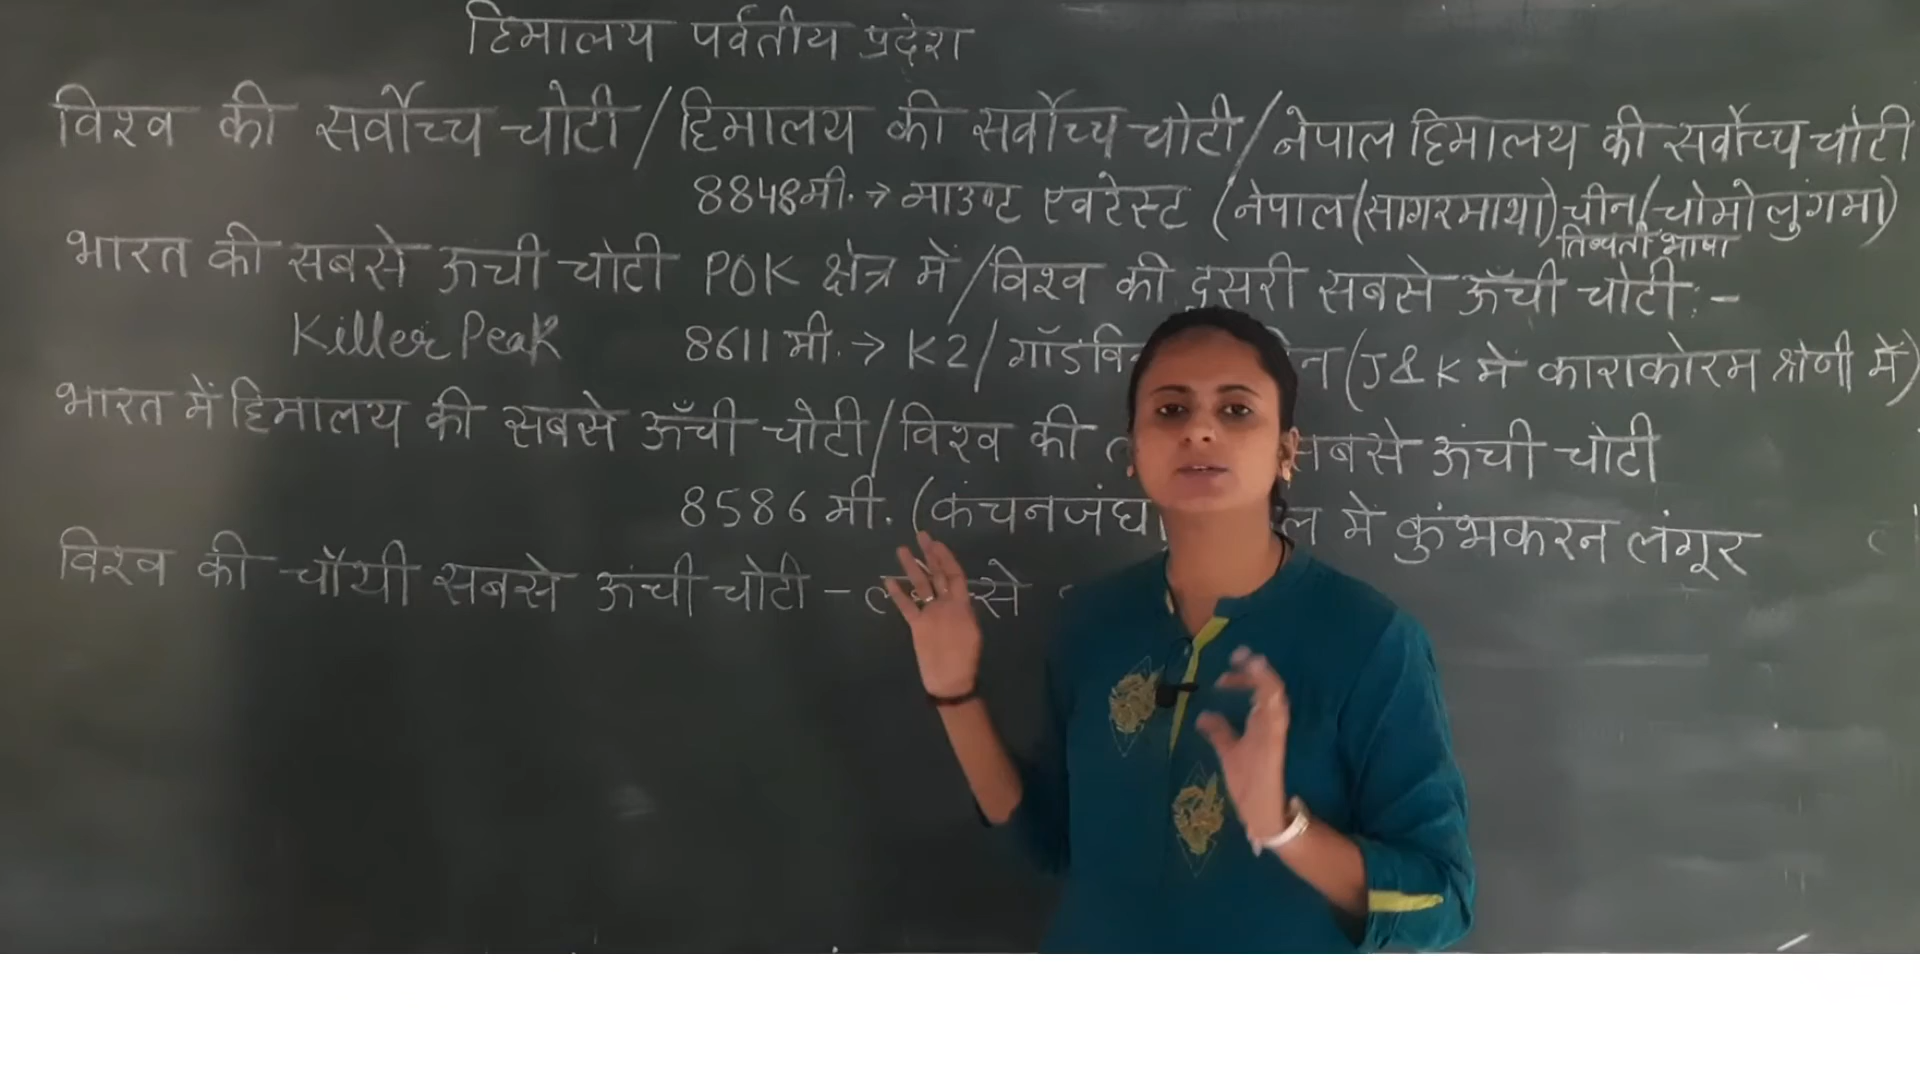 हिमालय पर्वतीय प्रदेश
विश्व की सर्वोच्च चोटी/हिमालय की सर्वोच्च चोटी/नेपाल हिमालय की सर्वोच्च चोटी
8848मी. → माउण्ट एवरेस्ट (नेपाल(सागरमाथा) चीन/(चोमोलुंगमा)
तिब्बती भाषा
भारत की सबसे ऊंची चोटी POK क्षेत्र में/विश्व की दूसरी सबसे ऊँची चोटी:-
Killer Peak 8611 मी. → K2/ (J&K में काराकोरम श्रेणी में)
भारत में हिमालय की सबसे ऊँची चोटी/विश्व की सबसे ऊंची चोटी
8586 मी. (कंचनजंघा में कुंभकरन लंगूर
विश्व की चौथी सबसे ऊंची चोटी -